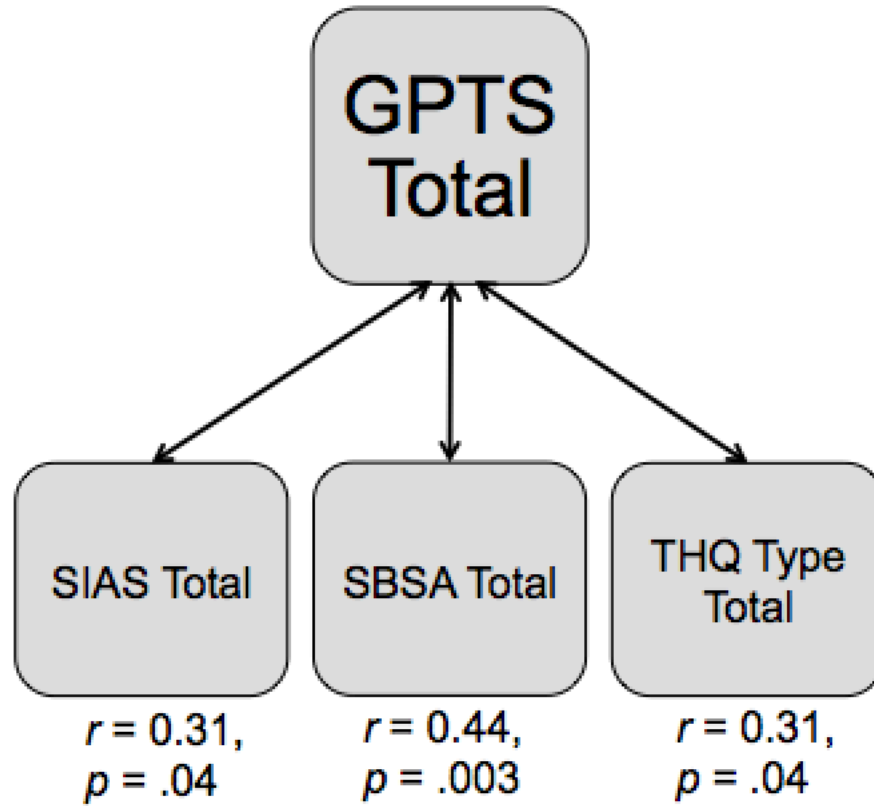 GPTS
Total
SIAS Total
SBSA Total
THQ Type
Total
r = 0.31,
p = .04
r = 0.44,
p = .003
r = 0.31,
p = .04